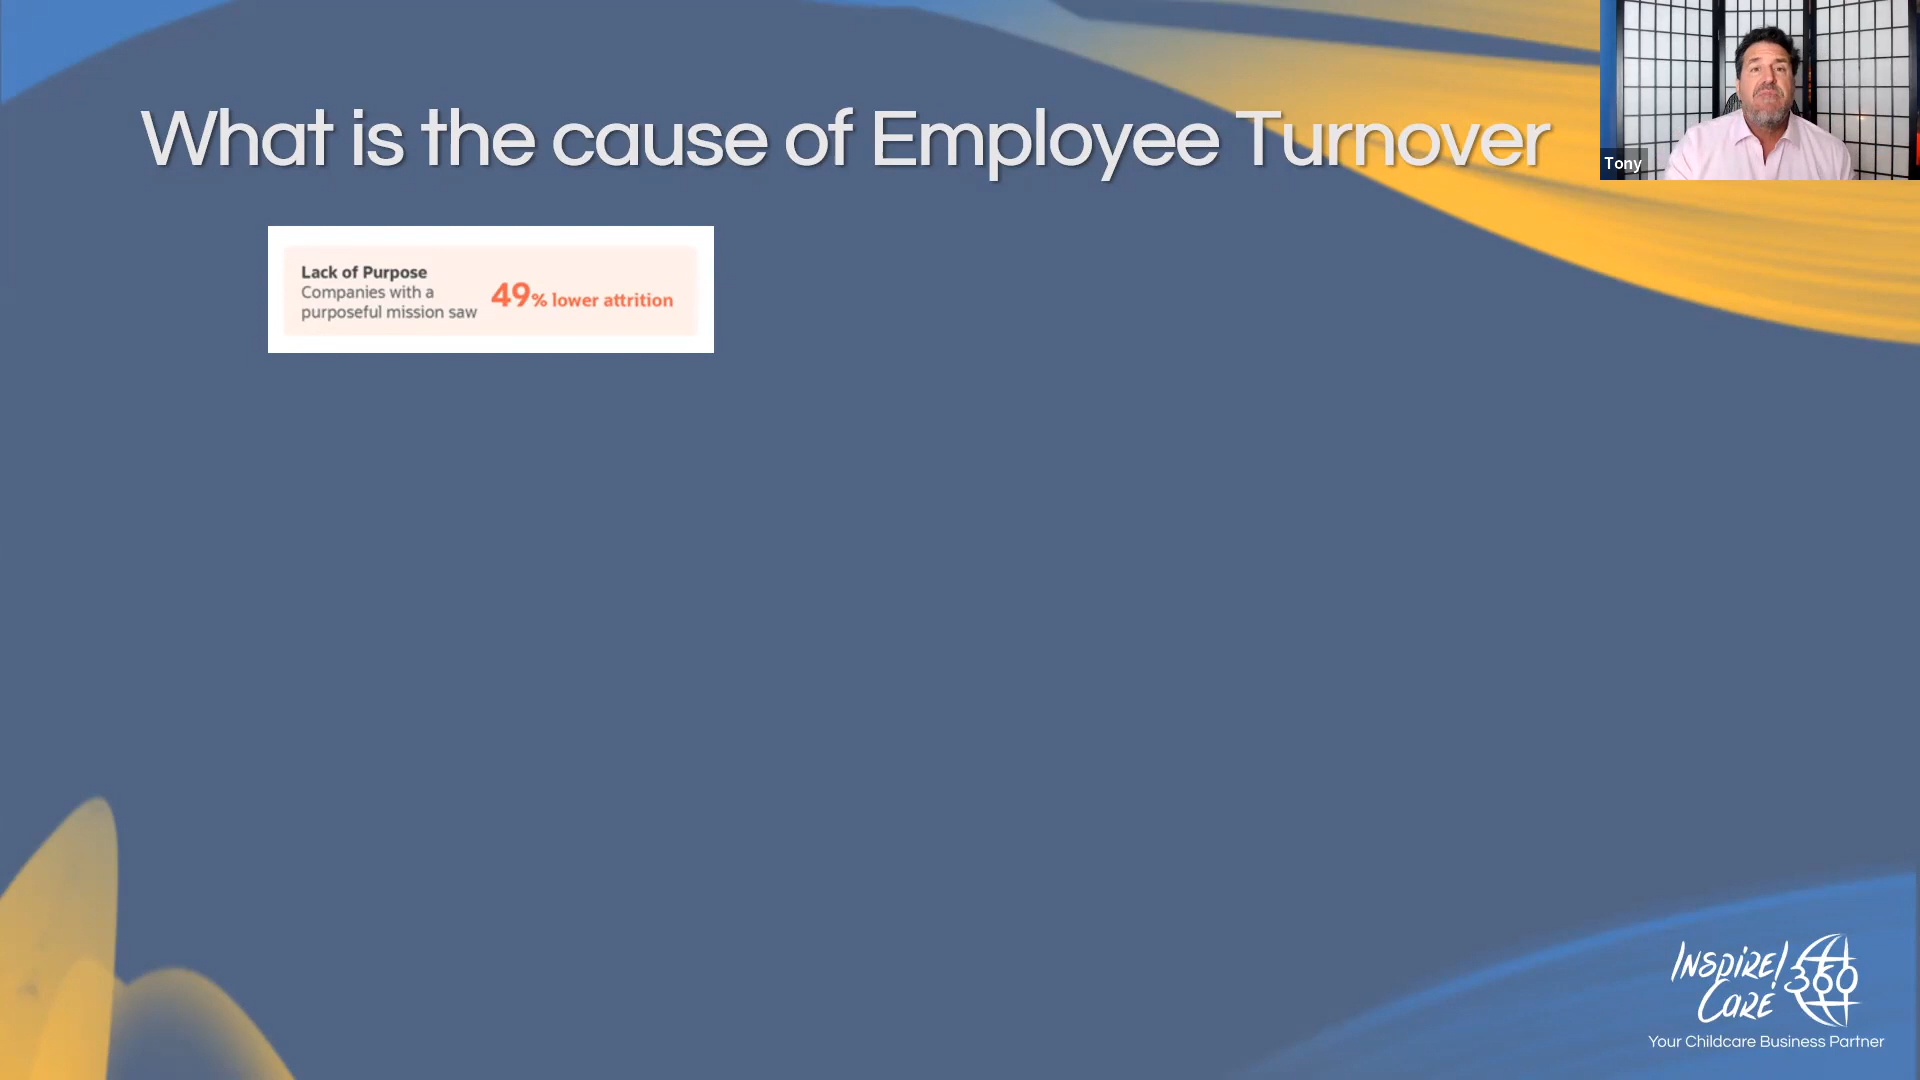 What is the cause of Employee Turnover
Tony
Lack of Purpose
Companies with a
purposeful mission saw
49% lower attrition
INSPIRE!
CARE
360
Your Childcare Business Partner